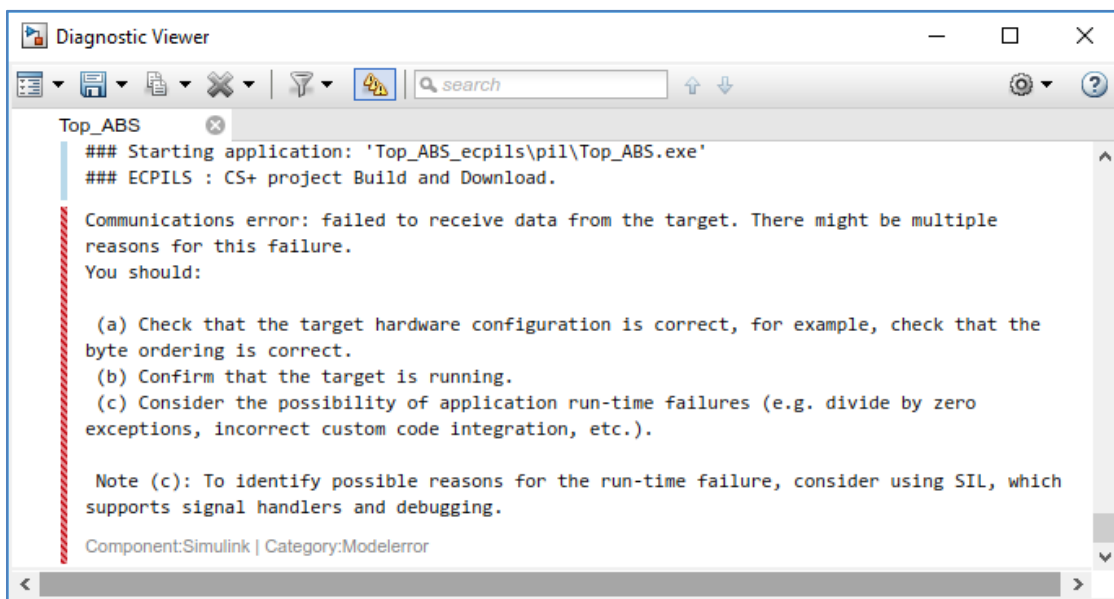 Diagnostic Viewer
search
Top_ABS
### Starting application: 'Top_ABS_ecpils\pil\Top_ABS.exe'
### ECPILS : CS+ project Build and Download.
Communications error: failed to receive data from the target. There might be multiple
reasons for this failure.
You should:
(a) Check that the target hardware configuration is correct, for example, check that the
byte ordering is correct.
(b) Confirm that the target is running.
(c) Consider the possibility of application run-time failures (e.g. divide by zero
exceptions, incorrect custom code integration, etc.).
Note (c): To identify possible reasons for the run-time failure, consider using SIL, which
supports signal handlers and debugging.
Component:Simulink | Category:Modelerror